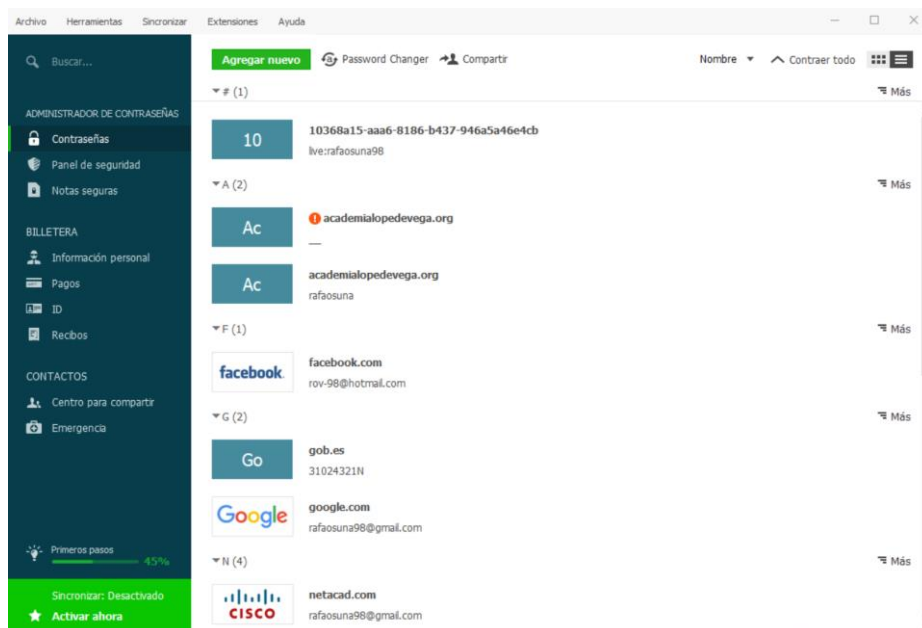 Archivo Herramientas Sincronizar Extensiones Ayuda
Buscar...
ADMINISTRADOR DE CONTRASEÑAS
Contraseñas
Panel de seguridad
Notas seguras
BILLETERA
Información personal
Pagos
ID
Recibos
CONTACTOS
Centro para compartir
Emergencia
Primeros pasos
45%
Sincronizar: Desactivado
Activar ahora
Agregar nuevo Password Changer Compartir Nombre Contraer todo
# (1) Más
10 10368a15-aaa6-8186-b437-946a5a46e4cb
live:rafaosuna98
A (2) Más
Ac academialopedevega.org
—
Ac academialopedevega.org
rafaosuna
F (1) Más
facebook facebook.com
rov-98@hotmail.com
G (2) Más
Go gob.es
31024321N
Google google.com
rafaosuna98@gmail.com
N (4) Más
CISCO netacad.com
rafaosuna98@gmail.com